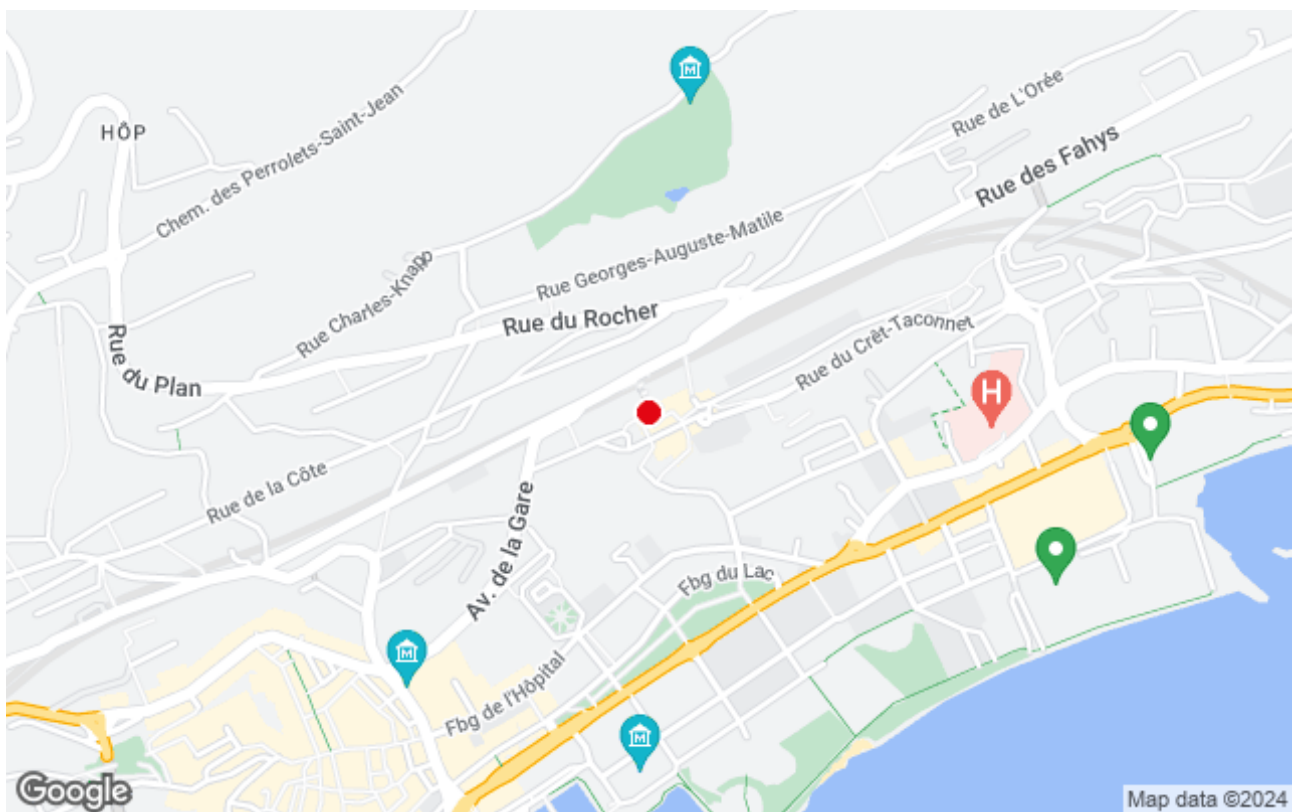 HÔP
Chem. des Perrolets-Saint-Jean
Rue de L'Orée
Rue des Fahys
Rue Georges-Auguste-Matile
Rue Charles-Knapp
Rue du Rocher
Rue du Crêt-Taconnet
Rue du Plan
H
Rue de la Côte
Av. de la Gare
Fbg du Lac
Fbg de l'Hôpital
M
M
M
Google
Map data ©2024